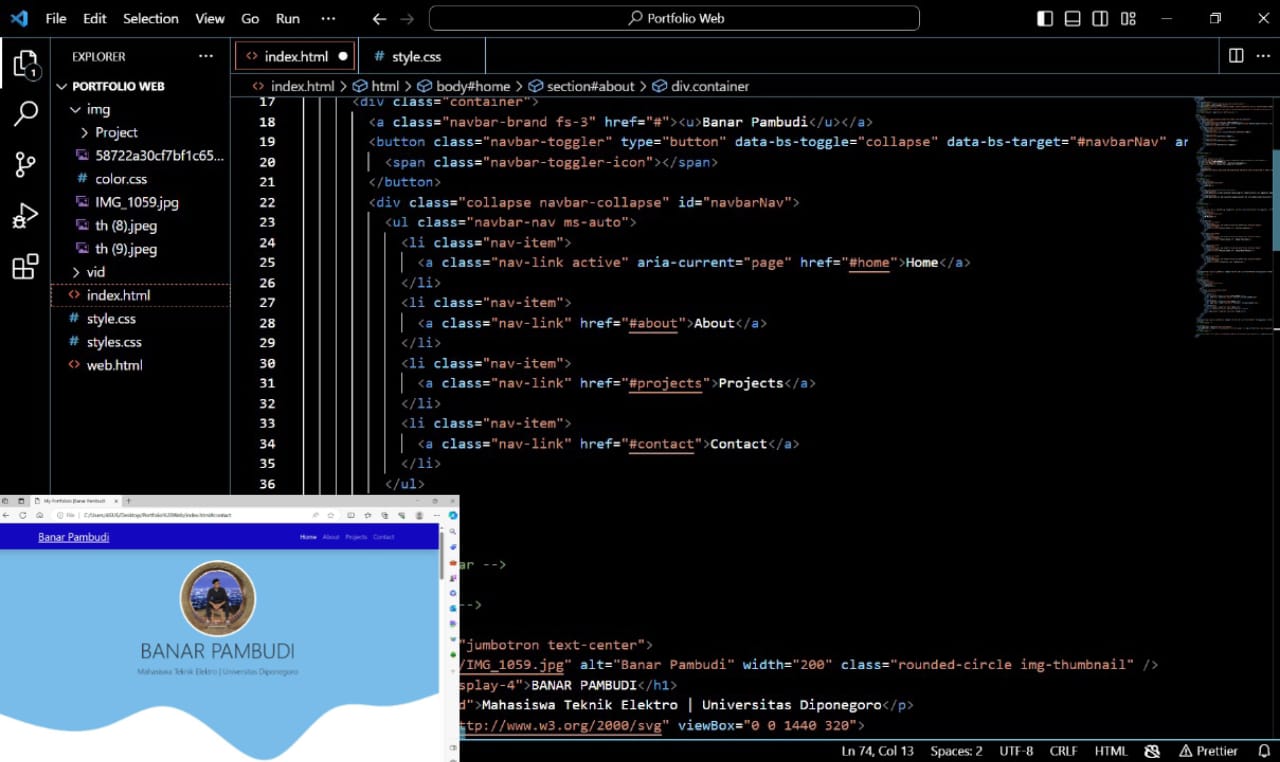 File Edit Selection View Go Run ··· Portfolio Web
EXPLORER ···
1
PORTFOLIO WEB
img
Project
58722a30cf7bf1c65...
color.css
IMG_1059.jpg
th (8).jpeg
th (9).jpeg
vid
index.html
style.css
styles.css
web.html
index.html style.css
index.html > html > body#home > section#about > div.container
17 <div class="container">
18 <a class="navbar-brand fs-3" href="#"><u>Banar Pambudi</u></a>
19 <button class="navbar-toggler" type="button" data-bs-toggle="collapse" data-bs-target="#navbarNav" ar
20 <span class="navbar-toggler-icon"></span>
21 </button>
22 <div class="collapse navbar-collapse" id="navbarNav">
23 <ul class="navbar-nav ms-auto">
24 <li class="nav-item">
25 <a class="nav-link active" aria-current="page" href="#home">Home</a>
26 </li>
27 <li class="nav-item">
28 <a class="nav-link" href="#about">About</a>
29 </li>
30 <li class="nav-item">
31 <a class="nav-link" href="#projects">Projects</a>
32 </li>
33 <li class="nav-item">
34 <a class="nav-link" href="#contact">Contact</a>
35 </li>
36 </ul>
ar -->
-->
"jumbotron text-center">
/IMG_1059.jpg" alt="Banar Pambudi" width="200" class="rounded-circle img-thumbnail" />
splay-4">BANAR PAMBUDI</h1>
d">Mahasiswa Teknik Elektro | Universitas Diponegoro</p>
ttp://www.w3.org/2000/svg" viewBox="0 0 1440 320">
My Portfolio | Banar Pambudi
File C:/Users/ASUS/Desktop/Portfolio%20Web/index.html#contact
Banar Pambudi Home About Projects Contact
BANAR PAMBUDI
Mahasiswa Teknik Elektro | Universitas Diponegoro
Ln 74, Col 13 Spaces: 2 UTF-8 CRLF HTML Prettier